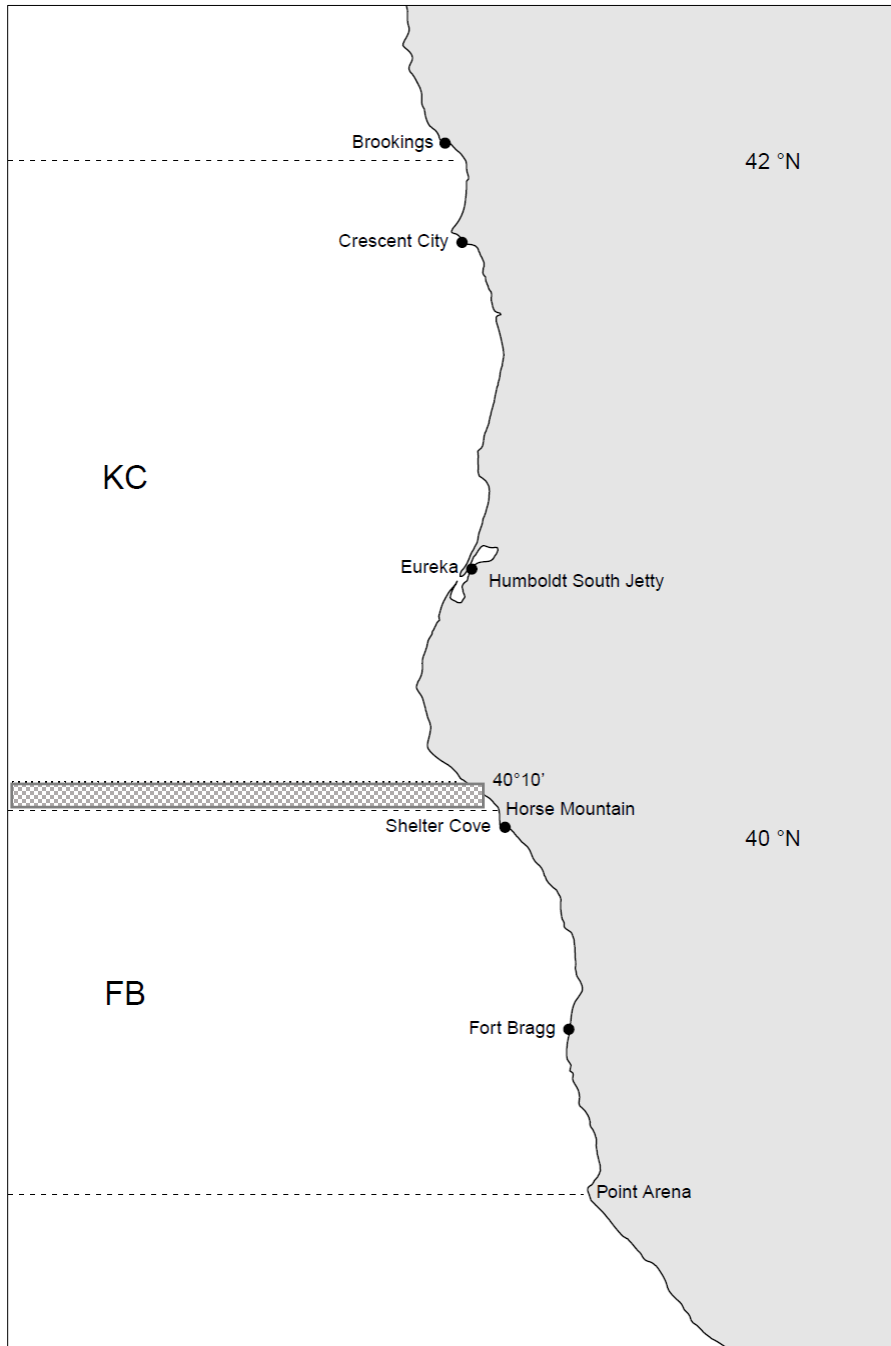 Brookings
42 °N
Crescent City
KC
Eureka
Humboldt South Jetty
40°10’
Horse Mountain
Shelter Cove
40 °N
FB
Fort Bragg
Point Arena